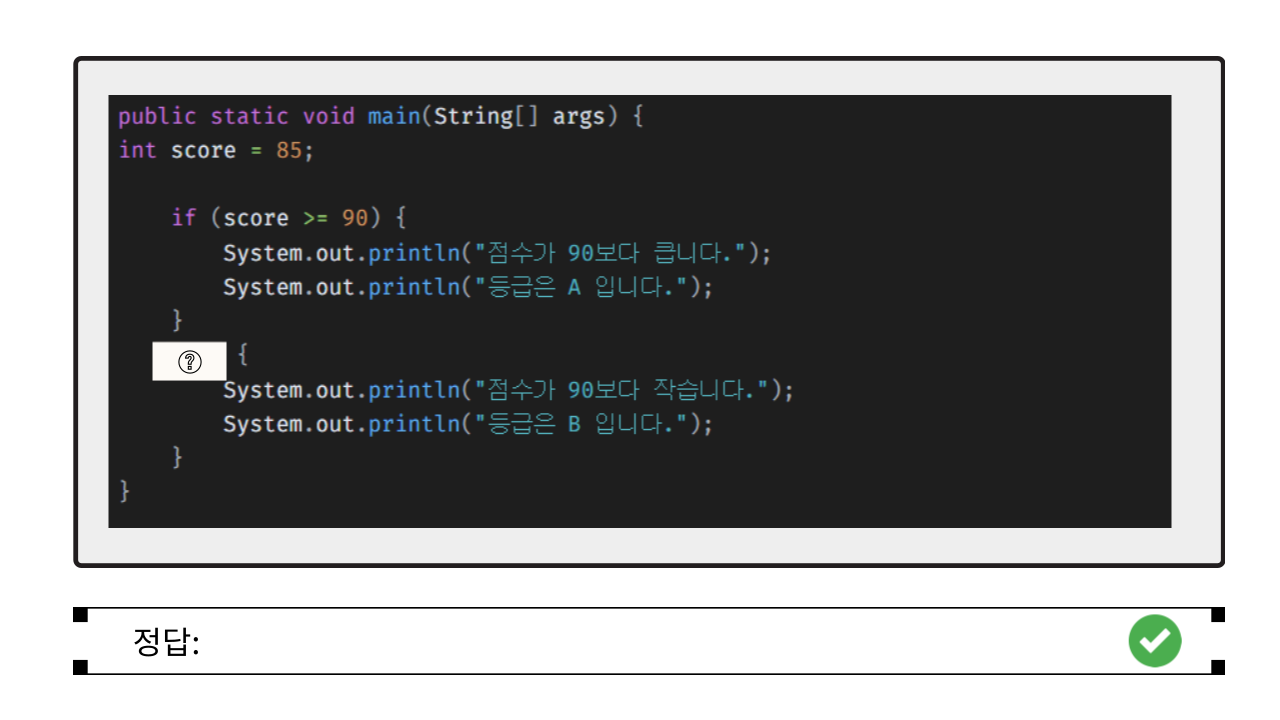 public static void main(String[] args) {
int score = 85;
if (score >= 90) {
System.out.println("점수가 90보다 큽니다.");
System.out.println("등급은 A 입니다.");
}
? {
System.out.println("점수가 90보다 작습니다.");
System.out.println("등급은 B 입니다.");
}
}
정답: